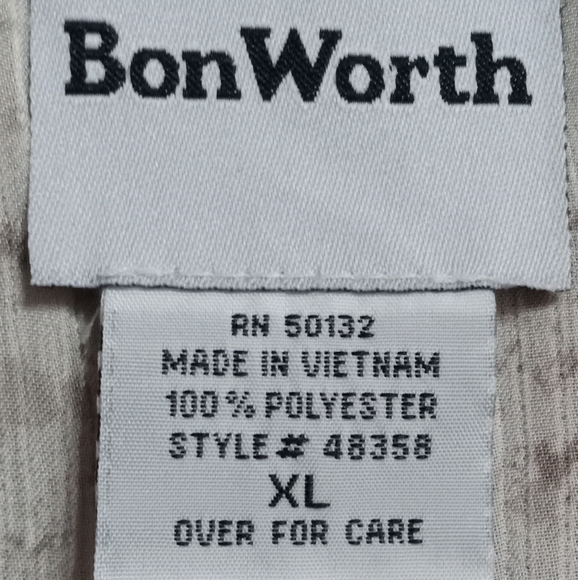 BonWorth
RN 50132
MADE IN VIETNAM
100% POLYESTER
STYLE# 48358
XL
OVER FOR CARE